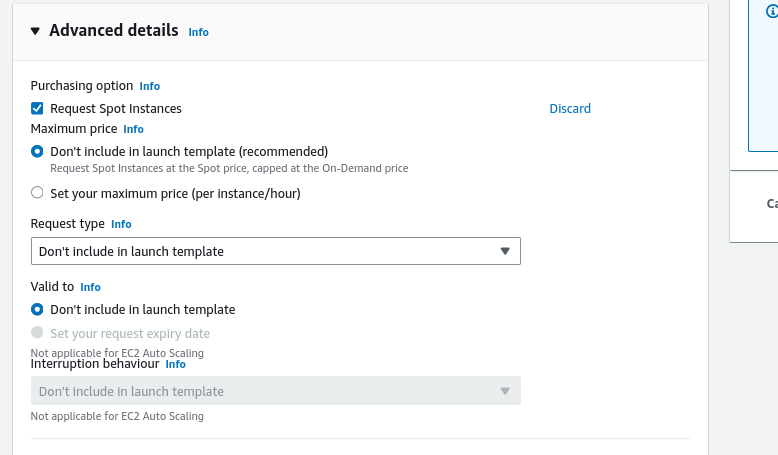 Advanced details Info
Purchasing option Info
Request Spot Instances Discard
Maximum price Info
Don't include in launch template (recommended)
Request Spot Instances at the Spot price, capped at the On-Demand price
Set your maximum price (per instance/hour)
Request type Info
Don't include in launch template
Valid to Info
Don't include in launch template
Set your request expiry date
Not applicable for EC2 Auto Scaling
Interruption behaviour Info
Don't include in launch template
Not applicable for EC2 Auto Scaling